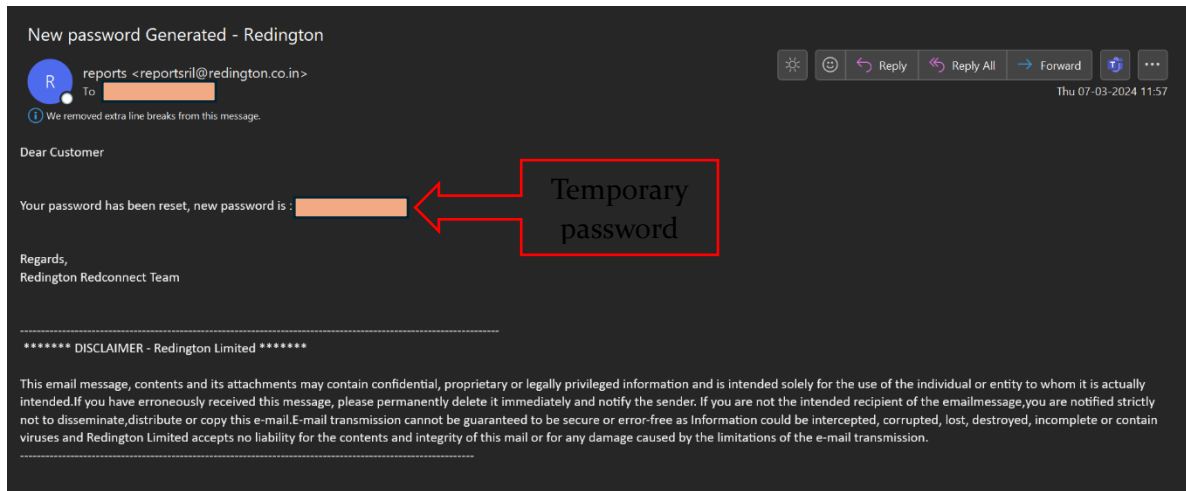 New password Generated - Redington
R
reports <reportsril@redington.co.in>
To
Reply
Reply All
Forward
Thu 07-03-2024 11:57
We removed extra line breaks from this message.
Dear Customer
Your password has been reset, new password is :
Temporary
password
Regards,
Redington Redconnect Team
------------------------------------------------------------------------------------------------------------------------
******* DISCLAIMER - Redington Limited *******
This email message, contents and its attachments may contain confidential, proprietary or legally privileged information and is intended solely for the use of the individual or entity to whom it is actually
intended.If you have erroneously received this message, please permanently delete it immediately and notify the sender. If you are not the intended recipient of the emailmessage,you are notified strictly
not to disseminate,distribute or copy this e-mail.E-mail transmission cannot be guaranteed to be secure or error-free as Information could be intercepted, corrupted, lost, destroyed, incomplete or contain
viruses and Redington Limited accepts no liability for the contents and integrity of this mail or for any damage caused by the limitations of the e-mail transmission.
------------------------------------------------------------------------------------------------------------------